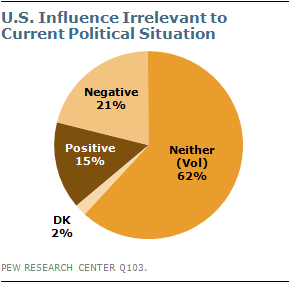 U.S. Influence Irrelevant to
Current Political Situation
Negative
21%
Positive
15%
Neither
(Vol)
62%
DK
2%
PEW RESEARCH CENTER Q103.